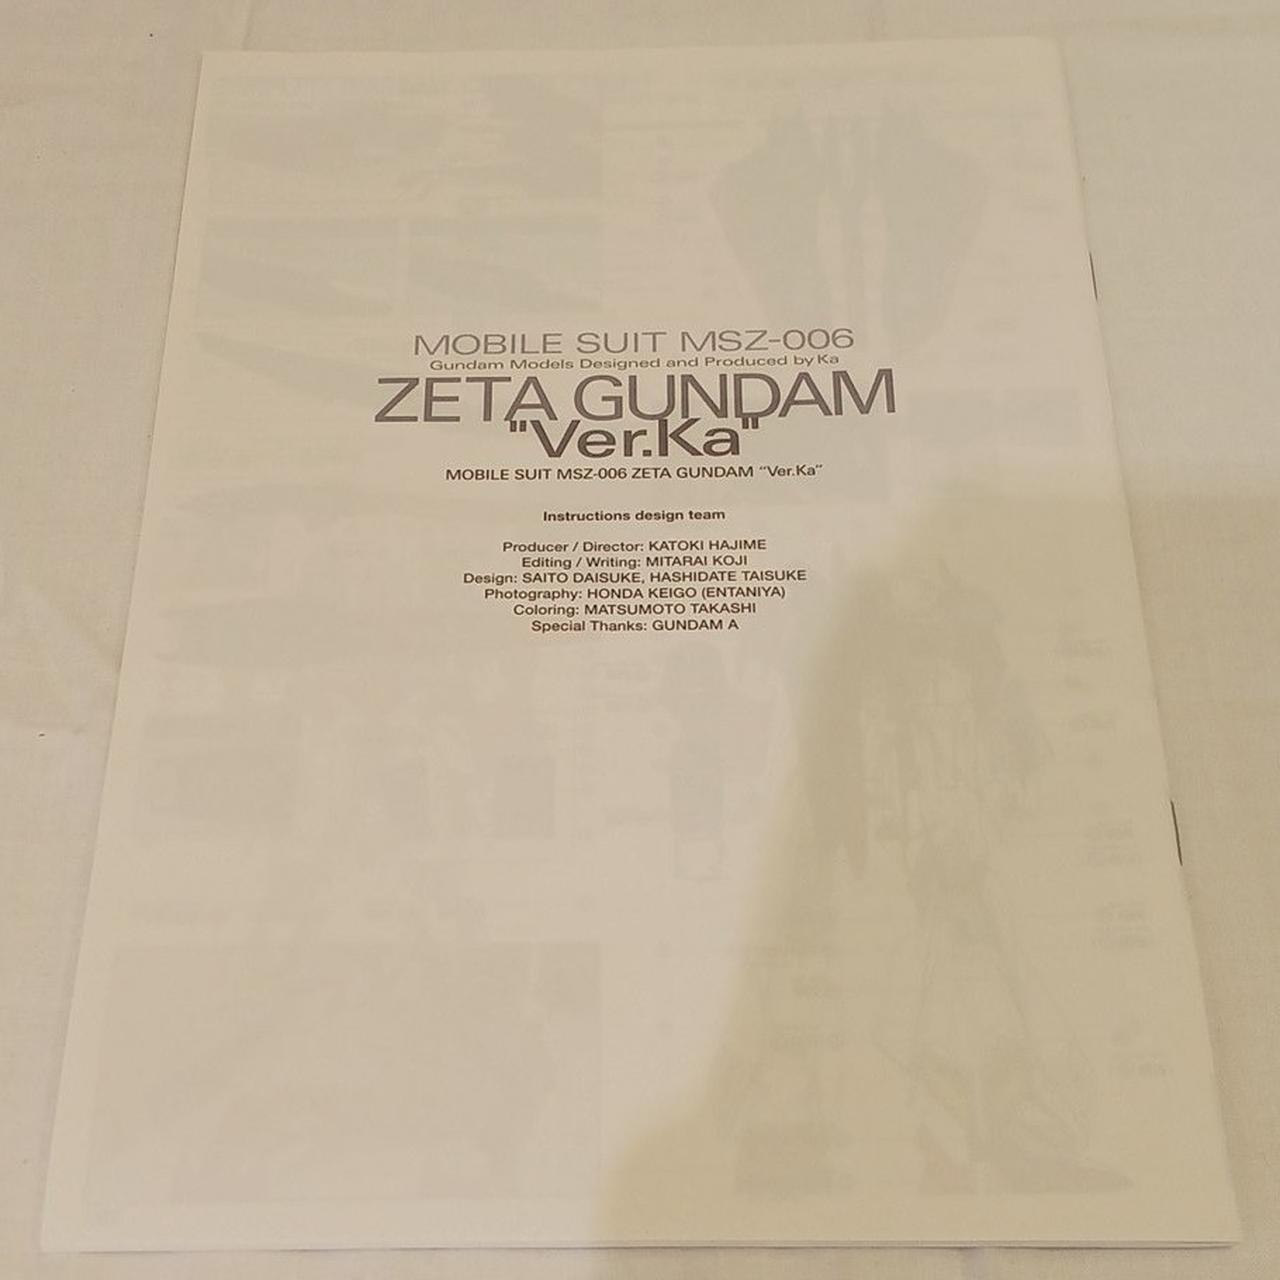 MOBILE SUIT MSZ-006
Gundam Models Designed and Produced by Ka
ZETA GUNDAM
"Ver.Ka"
MOBILE SUIT MSZ-006 ZETA GUNDAM “Ver.Ka”
Instructions design team
Producer / Director: KATOKI HAJIME
Editing / Writing: MITARAI KOJI
Design: SAITO DAISUKE, HASHIDATE TAISUKE
Photography: HONDA KEIGO (ENTANIYA)
Coloring: MATSUMOTO TAKASHI
Special Thanks: GUNDAM A